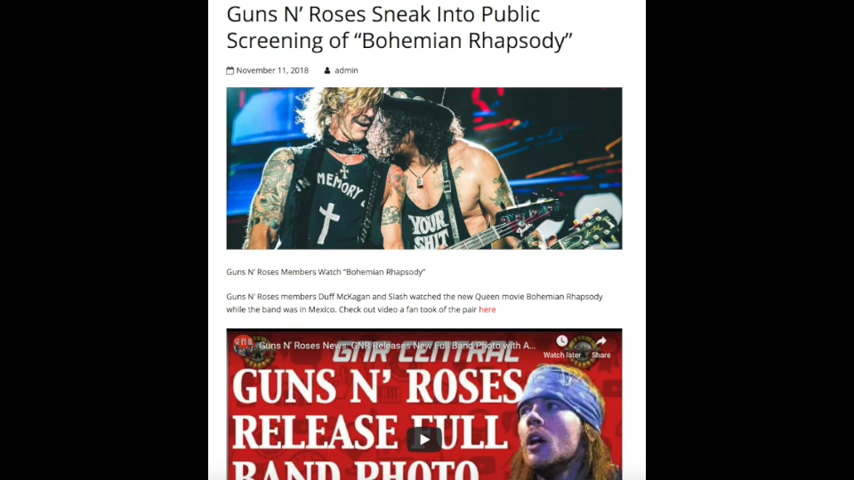 Guns N’ Roses Sneak Into Public
Screening of “Bohemian Rhapsody”
November 11, 2018 admin
MEMORY
YOUR
SHIT
Guns N’ Roses Members Watch “Bohemian Rhapsody”
Guns N’ Roses members Duff McKagan and Slash watched the new Queen movie Bohemian Rhapsody
while the band was in Mexico. Check out video a fan took of the pair here
Guns N' Roses News: GNR Releases New Full Band Photo with A...
Watch later Share
GNR CENTRAL
GUNS N’ ROSES
RELEASE FULL
BAND PHOTO